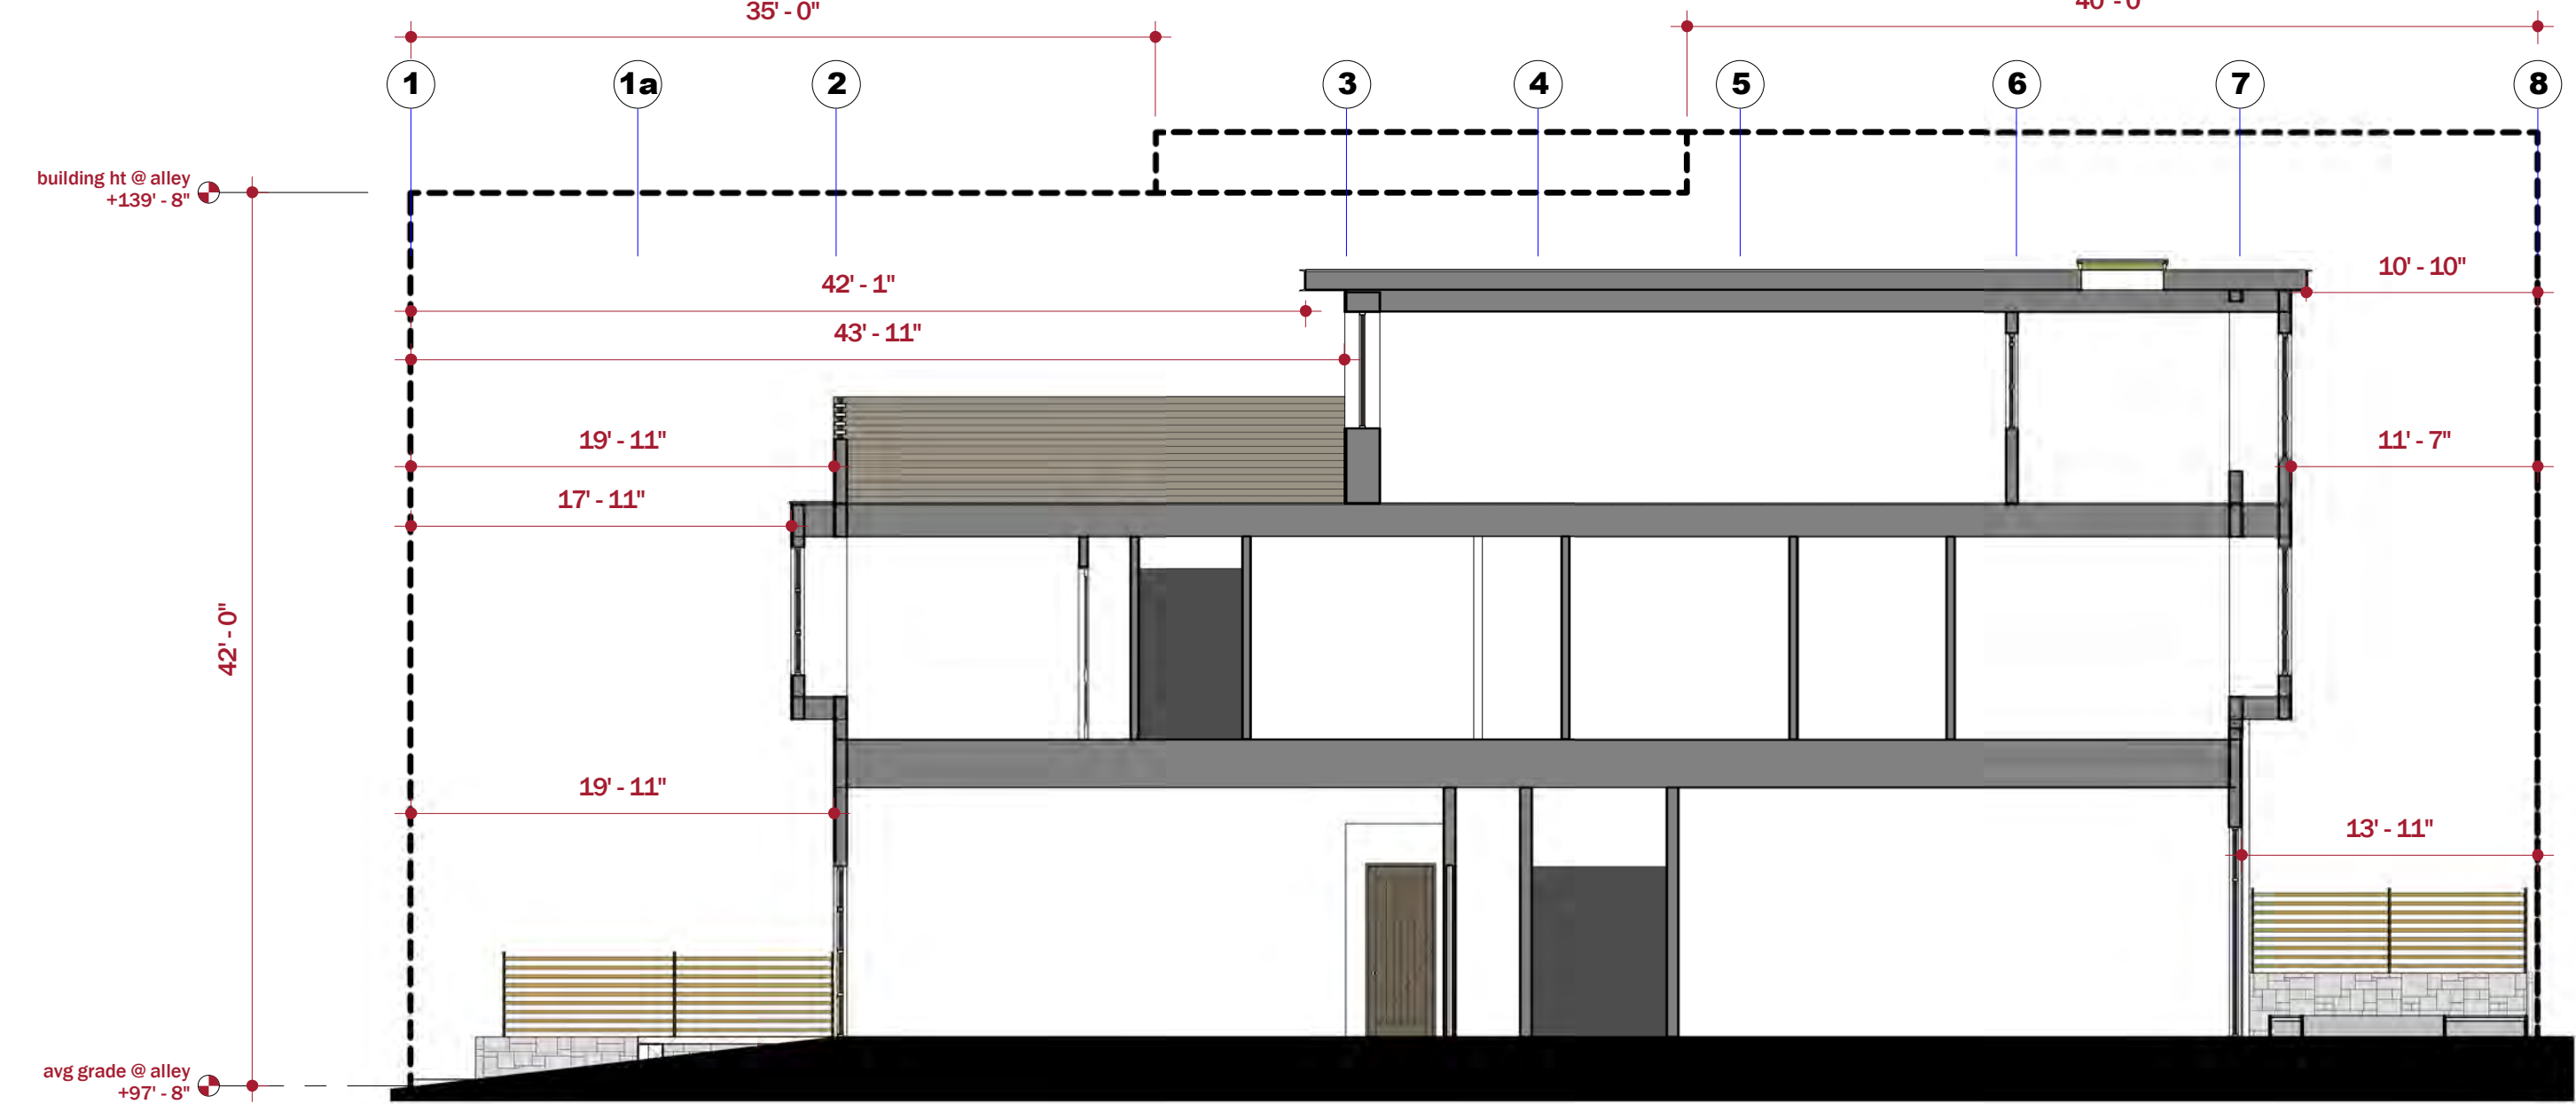 35' - 0"
40' - 0
1
1a
2
3
4
5
6
7
8
building ht @ alley
+139' - 8"
10' - 10"
42' - 1"
43' - 11"
19' - 11"
11' - 7"
17' - 11"
42' - 0"
19' - 11"
13' - 11"
avg grade @ alley
+97' - 8"